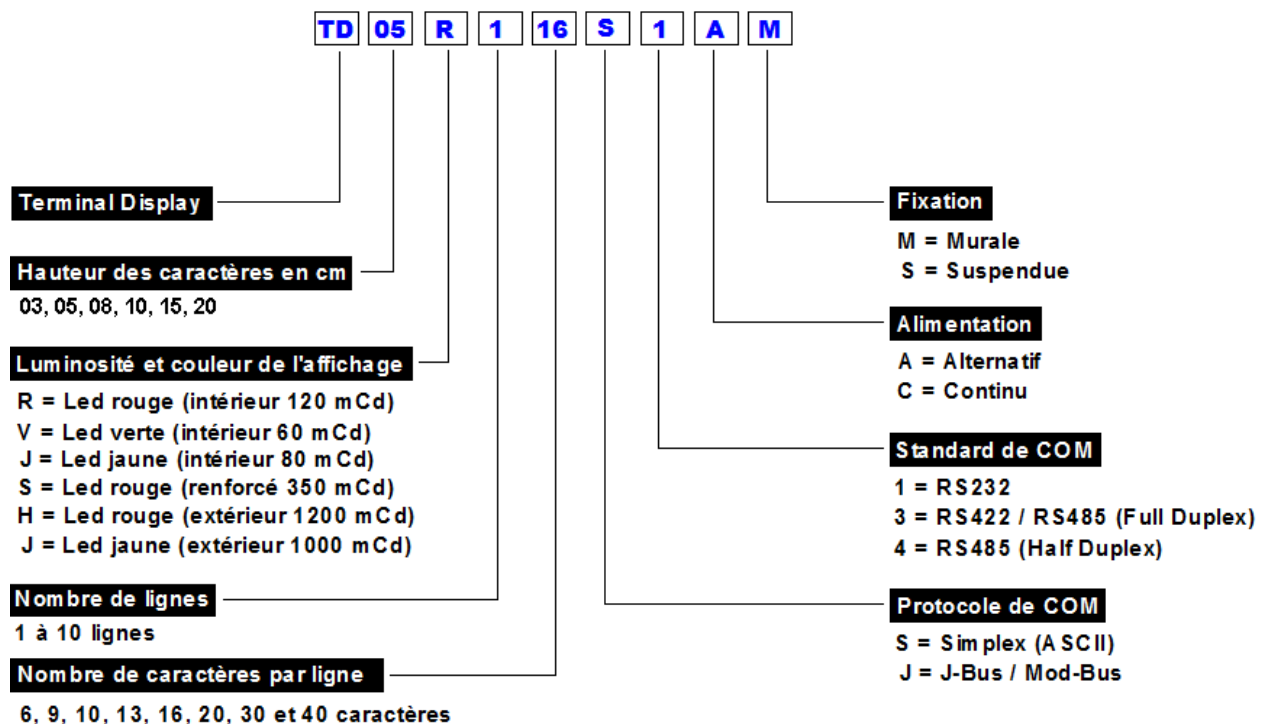 TD 05 R 1 16 S 1 A M
Terminal Display
Hauteur des caractères en cm
03, 05, 08, 10, 15, 20
Luminosité et couleur de l'affichage
R = Led rouge (intérieur 120 mCd)
V = Led verte (intérieur 60 mCd)
J = Led jaune (intérieur 80 mCd)
S = Led rouge (renforcé 350 mCd)
H = Led rouge (extérieur 1200 mCd)
J = Led jaune (extérieur 1000 mCd)
Nombre de lignes
1 à 10 lignes
Nombre de caractères par ligne
6, 9, 10, 13, 16, 20, 30 et 40 caractères
Fixation
M = Murale
S = Suspendue
Alimentation
A = Alternatif
C = Continu
Standard de COM
1 = RS232
3 = RS422 / RS485 (Full Duplex)
4 = RS485 (Half Duplex)
Protocole de COM
S = Simplex (ASCII)
J = J-Bus / Mod-Bus